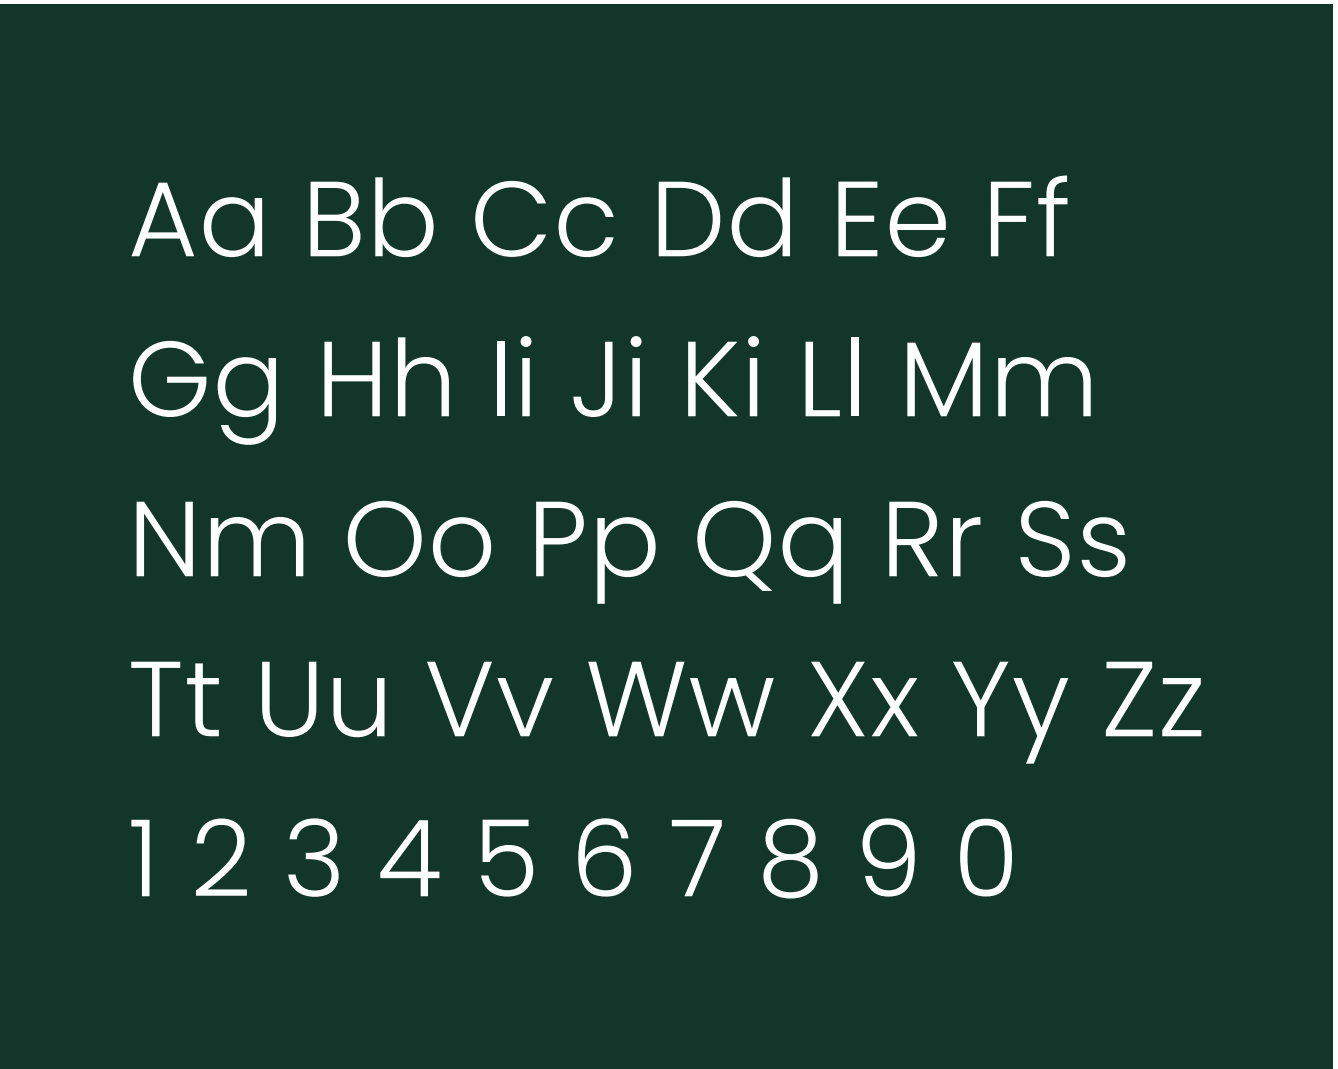 Aa Bb Cc Dd Ee Ff
Gg Hh Ii Ji Ki Ll Mm
Nm Oo Pp Qq Rr Ss
Tt Uu Vv Ww Xx Yy Zz
1 2 3 4 5 6 7 8 9 0